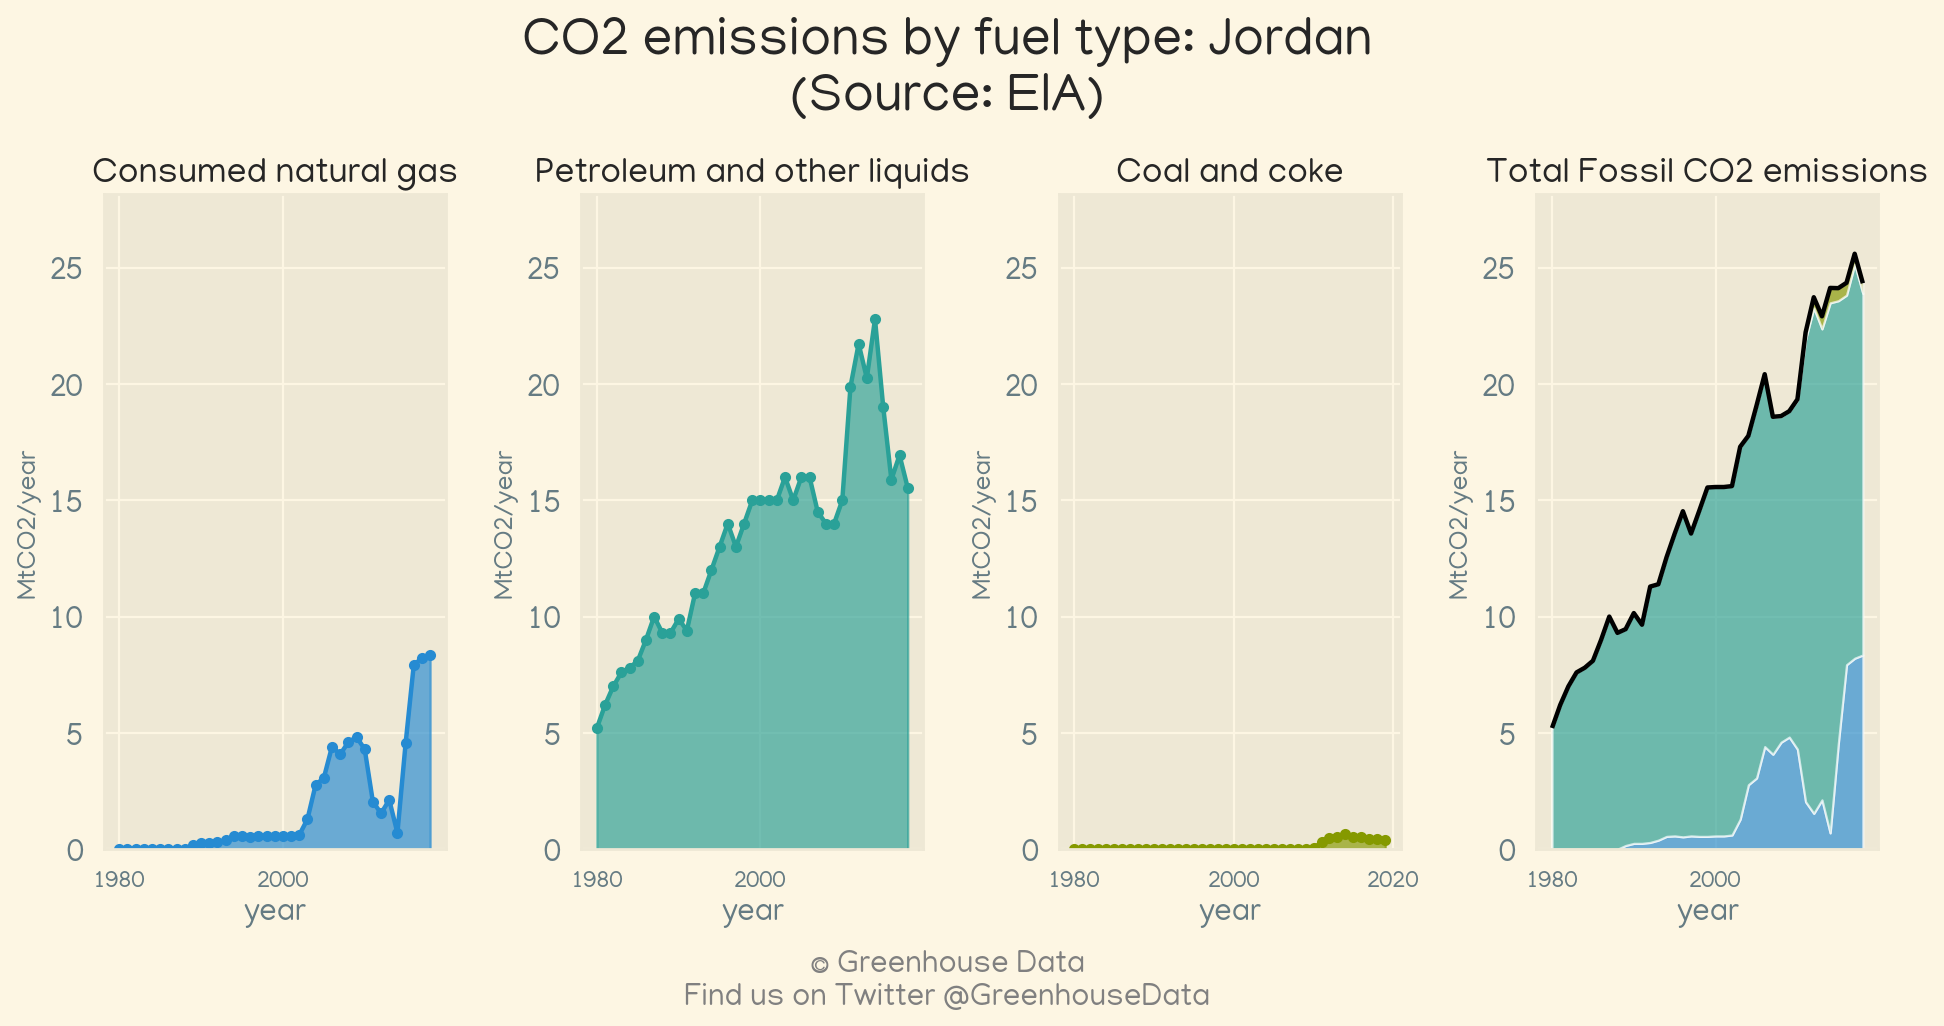 CO2 emissions by fuel type: Jordan
(Source: EIA)
Consumed natural gas
MtCO2/year
25
20
15
10
5
0
1980 2000
year
Petroleum and other liquids
MtCO2/year
25
20
15
10
5
0
1980 2000
year
Coal and coke
MtCO2/year
25
20
15
10
5
0
1980 2000 2020
year
Total Fossil CO2 emissions
MtCO2/year
25
20
15
10
5
0
1980 2000
year
© Greenhouse Data
Find us on Twitter @GreenhouseData